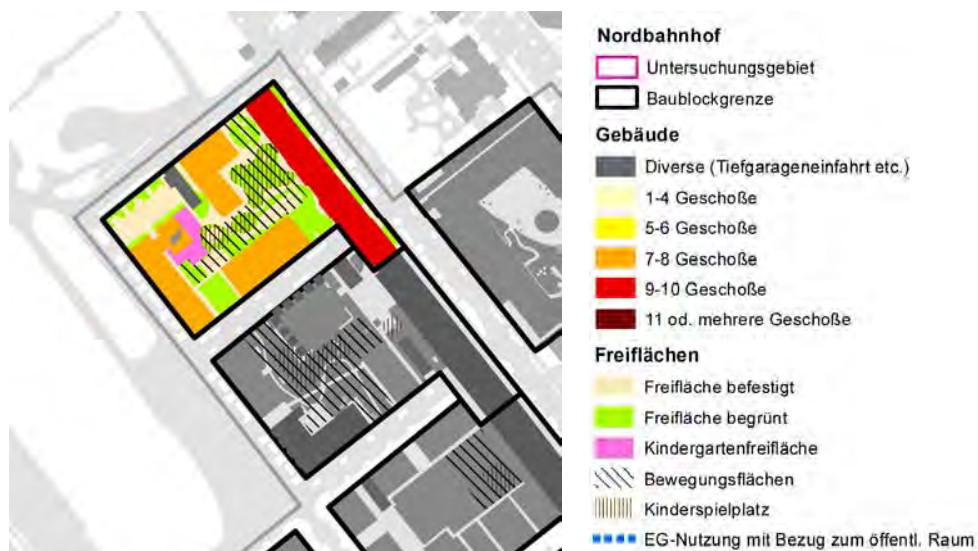 Nordbahnhof
Untersuchungsgebiet
Baublockgrenze
Gebäude
Diverse (Tiefgarageneinfahrt etc.)
1-4 Geschoße
5-6 Geschoße
7-8 Geschoße
9-10 Geschoße
11 od. mehrere Geschoße
Freiflächen
Freifläche befestigt
Freifläche begrünt
Kindergartenfreifläche
Bewegungsflächen
Kinderspielplatz
EG-Nutzung mit Bezug zum öffentl. Raum